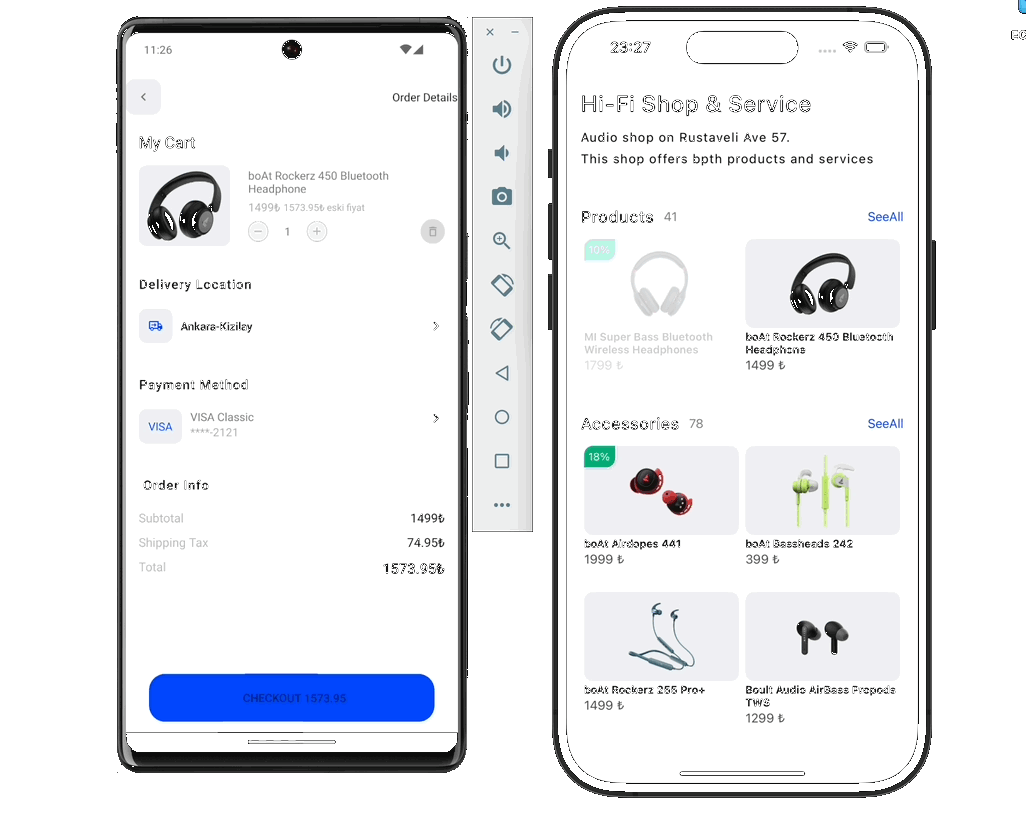 11:26
Order Details
My Cart
boAt Rockerz 450 Bluetooth
Headphone
1499₺ 1573.95₺ eski fiyat
1
Delivery Location
Ankara-Kizilay
Payment Method
VISA
VISA Classic
****-2121
Order Info
Subtotal 1499₺
Shipping Tax 74.95₺
Total 1573.95₺
CHECKOUT 1573.95
23:27
Hi-Fi Shop & Service
Audio shop on Rustaveli Ave 57.
This shop offers bpth products and services
Products 41 SeeAll
10%
MI Super Bass Bluetooth
Wireless Headphones
1799 ₺
boAt Rockerz 450 Bluetooth
Headphone
1499 ₺
Accessories 78 SeeAll
18%
boAt Airdopes 441
1999 ₺
boAt Bassheads 242
399 ₺
boAt Rockerz 255 Pro+
1499 ₺
Boult Audio AirBass Propods
TWS
1299 ₺